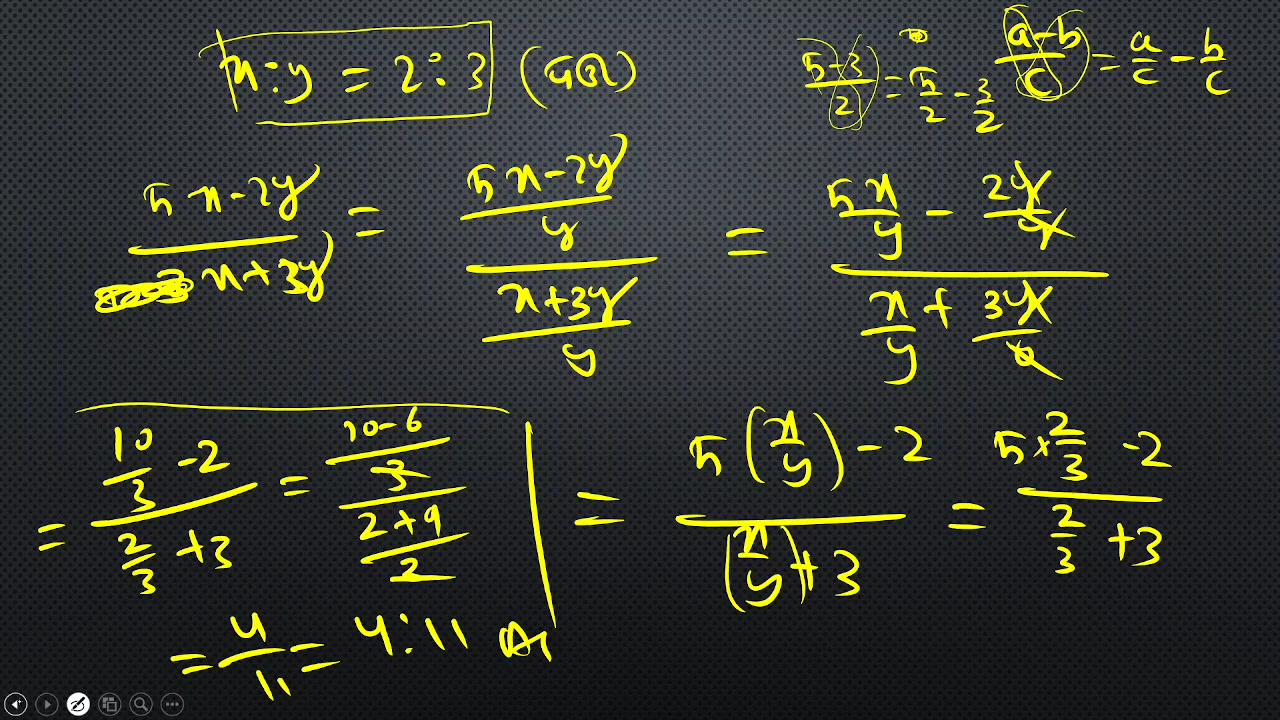 x : y = 2 : 3 (ଦତ୍ତ)
(5-3)/2 = 5/2 - 3/2
(a-b)/c = a/c - b/c
(5x-2y)/(x+3y) = ((5x-2y)/y)/((x+3y)/y) = (5x/y - 2y/y)/(x/y + 3y/y)
= (5(x/y) - 2)/((x/y) + 3) = (5×2/3 - 2)/(2/3 + 3)
= (10/3 - 2)/(2/3 + 3) = ((10-6)/3)/((2+9)/2)
= 4/11 = 4:11